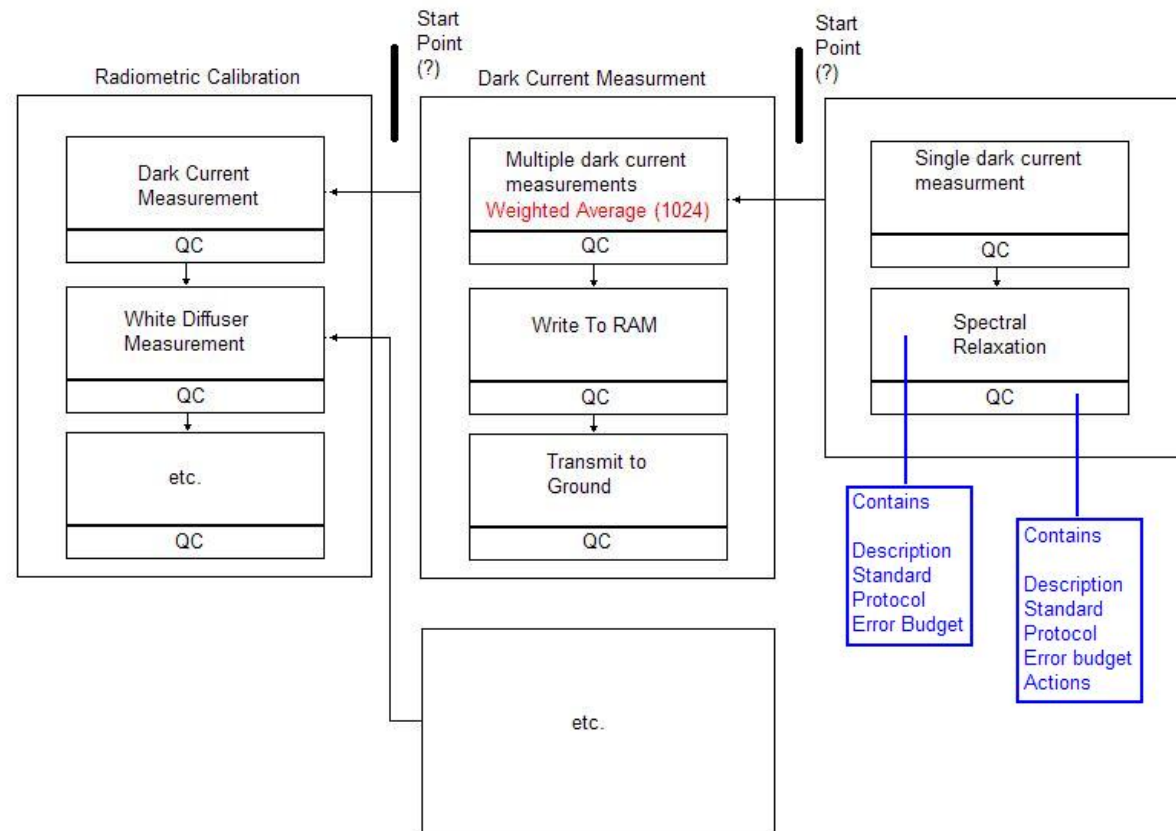 Start
Point
(?)
Start
Point
(?)
Radiometric Calibration
Dark Current
Measurement
QC
White Diffuser
Measurement
QC
etc.
QC
Dark Current Measurment
Multiple dark current
measurements
Weighted Average (1024)
QC
Write To RAM
QC
Transmit to
Ground
QC
etc.
Single dark current
measurment
QC
Spectral
Relaxation
QC
Contains
Description
Standard
Protocol
Error Budget
Contains
Description
Standard
Protocol
Error budget
Actions